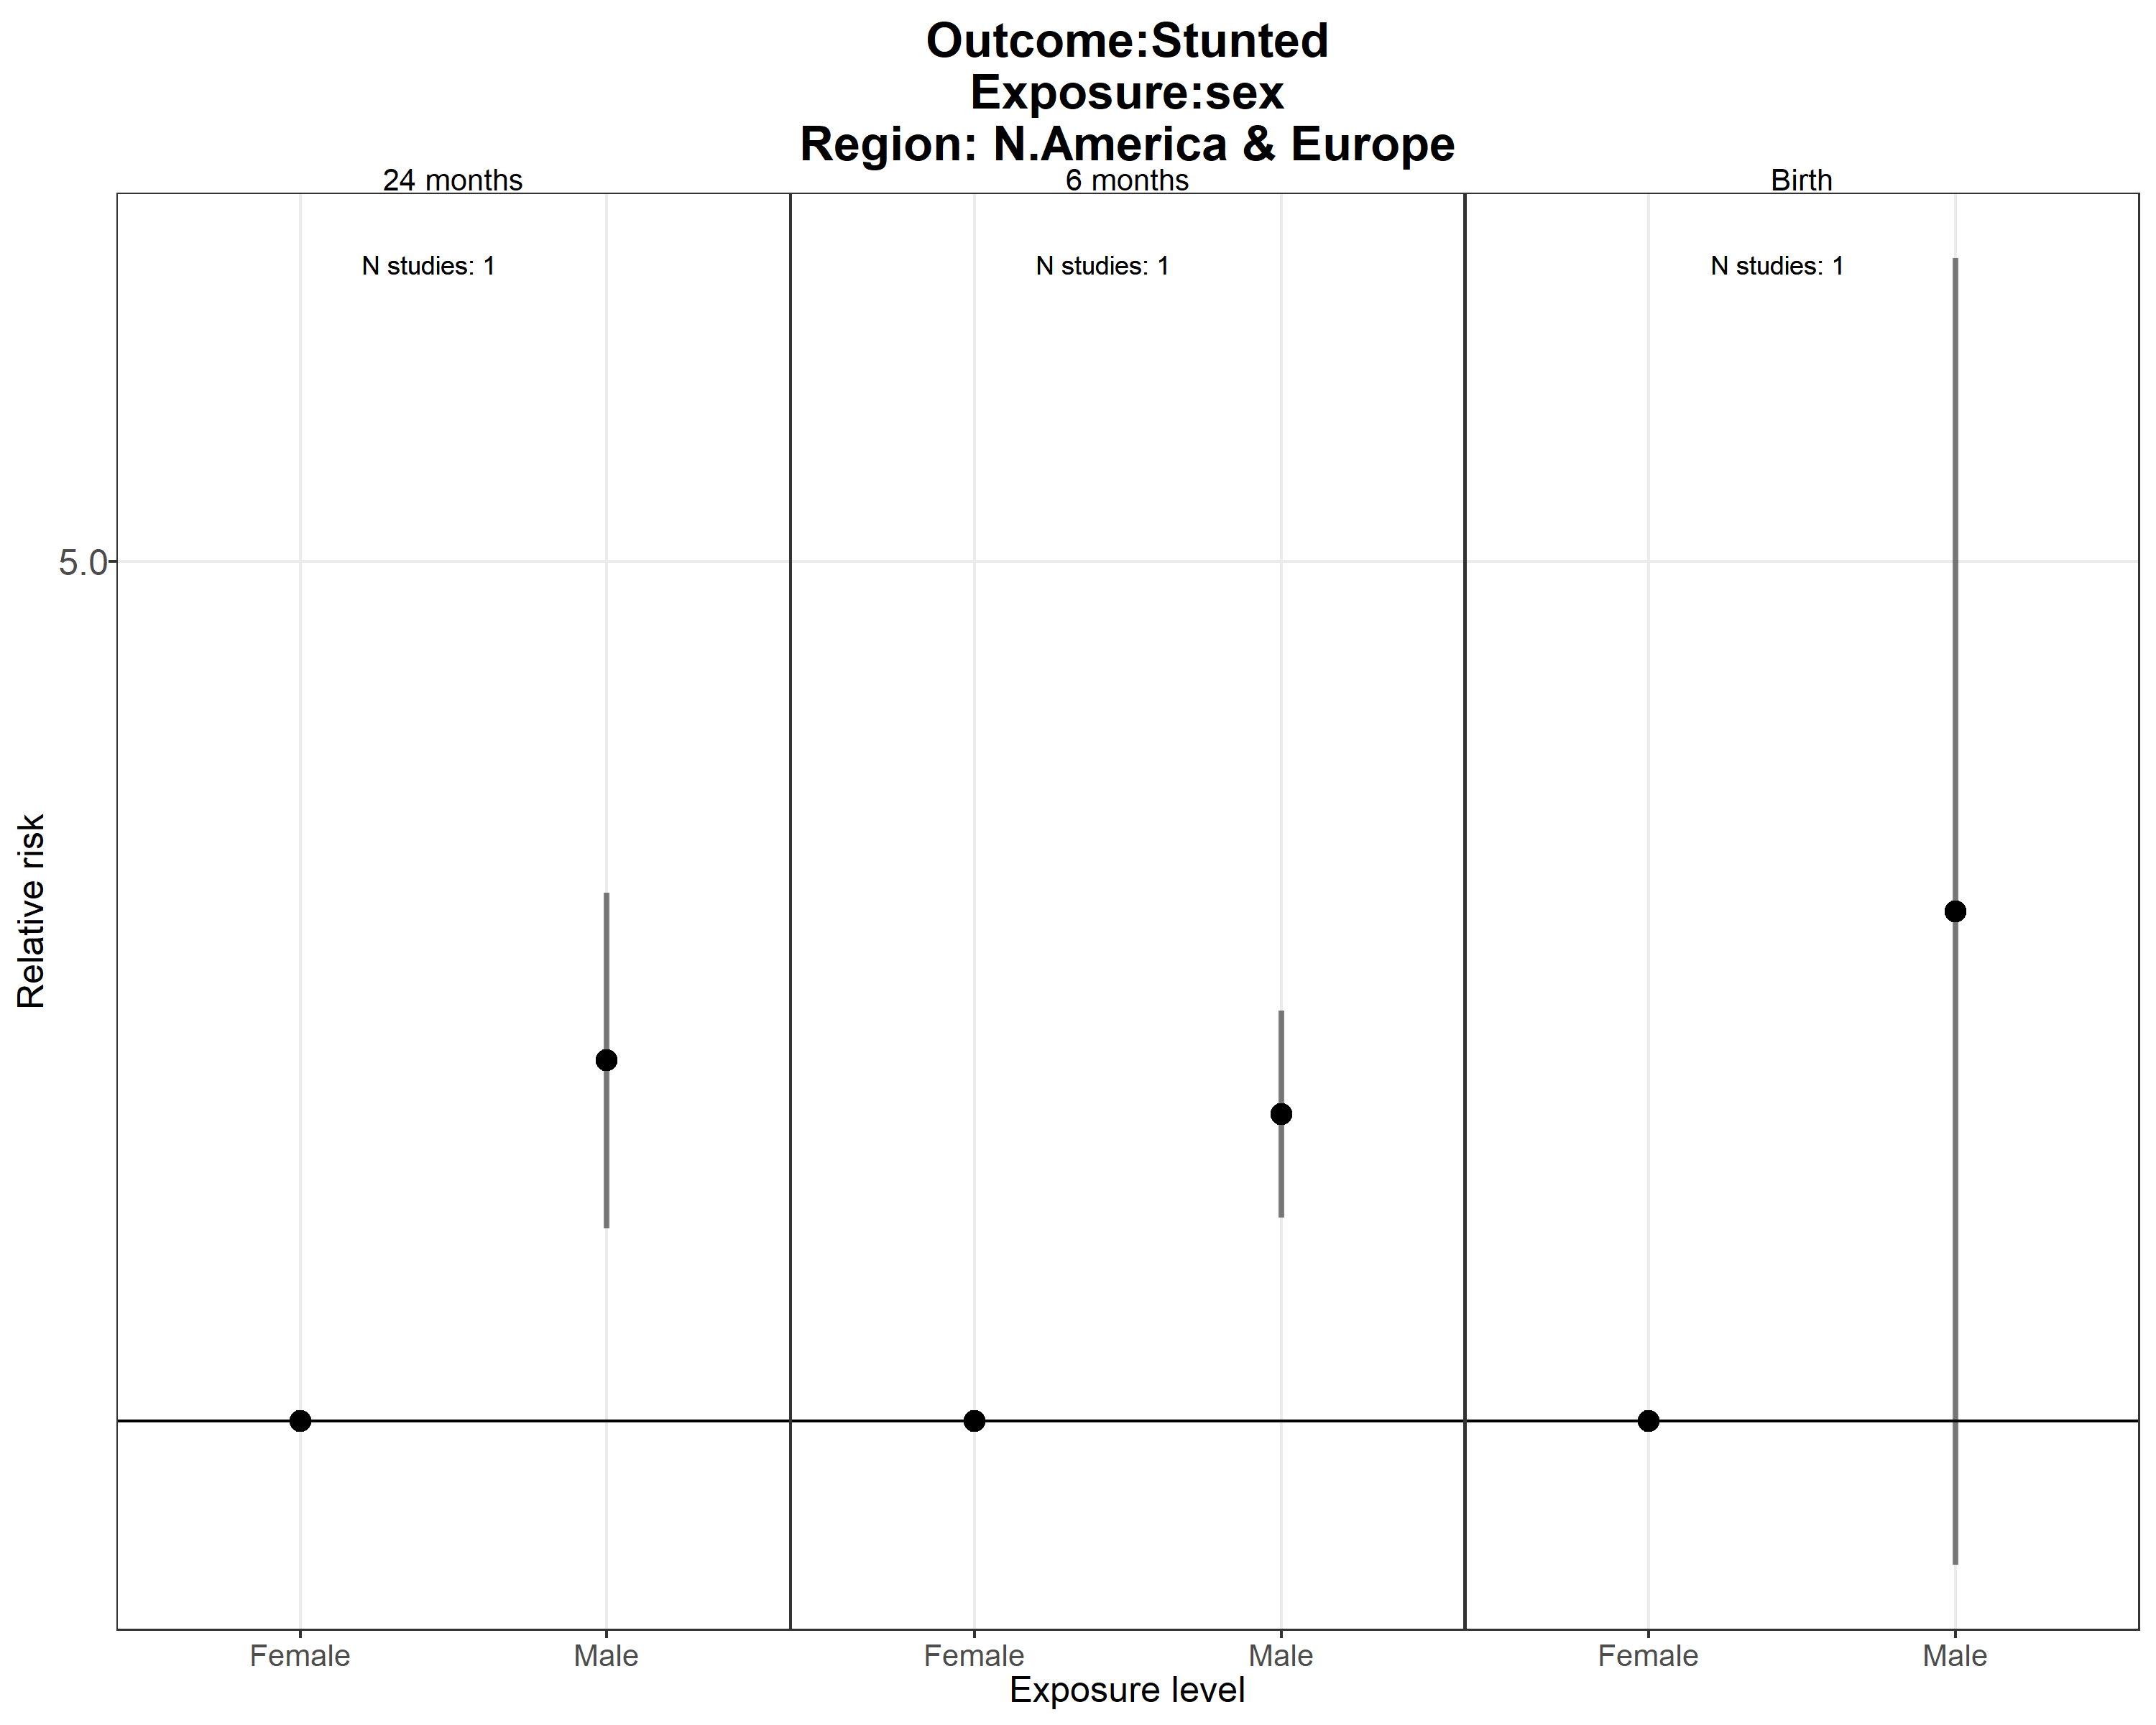 Outcome:Stunted
Exposure:sex
Region: N.America & Europe
24 months
6 months
Birth
N studies: 1
N studies: 1
N studies: 1
5.0
Relative risk
Female
Male
Female
Male
Female
Male
Exposure level